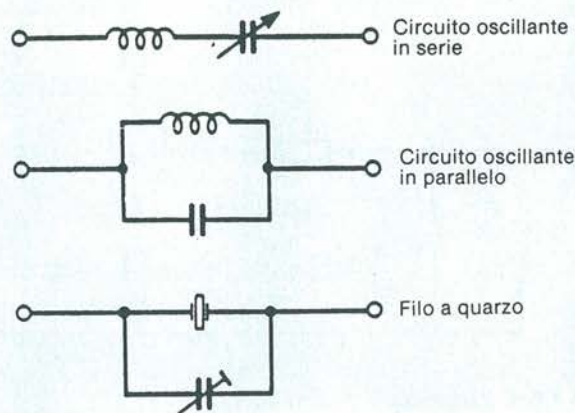 Circuito oscillante
in serie
Circuito oscillante
in parallelo
Filo a quarzo